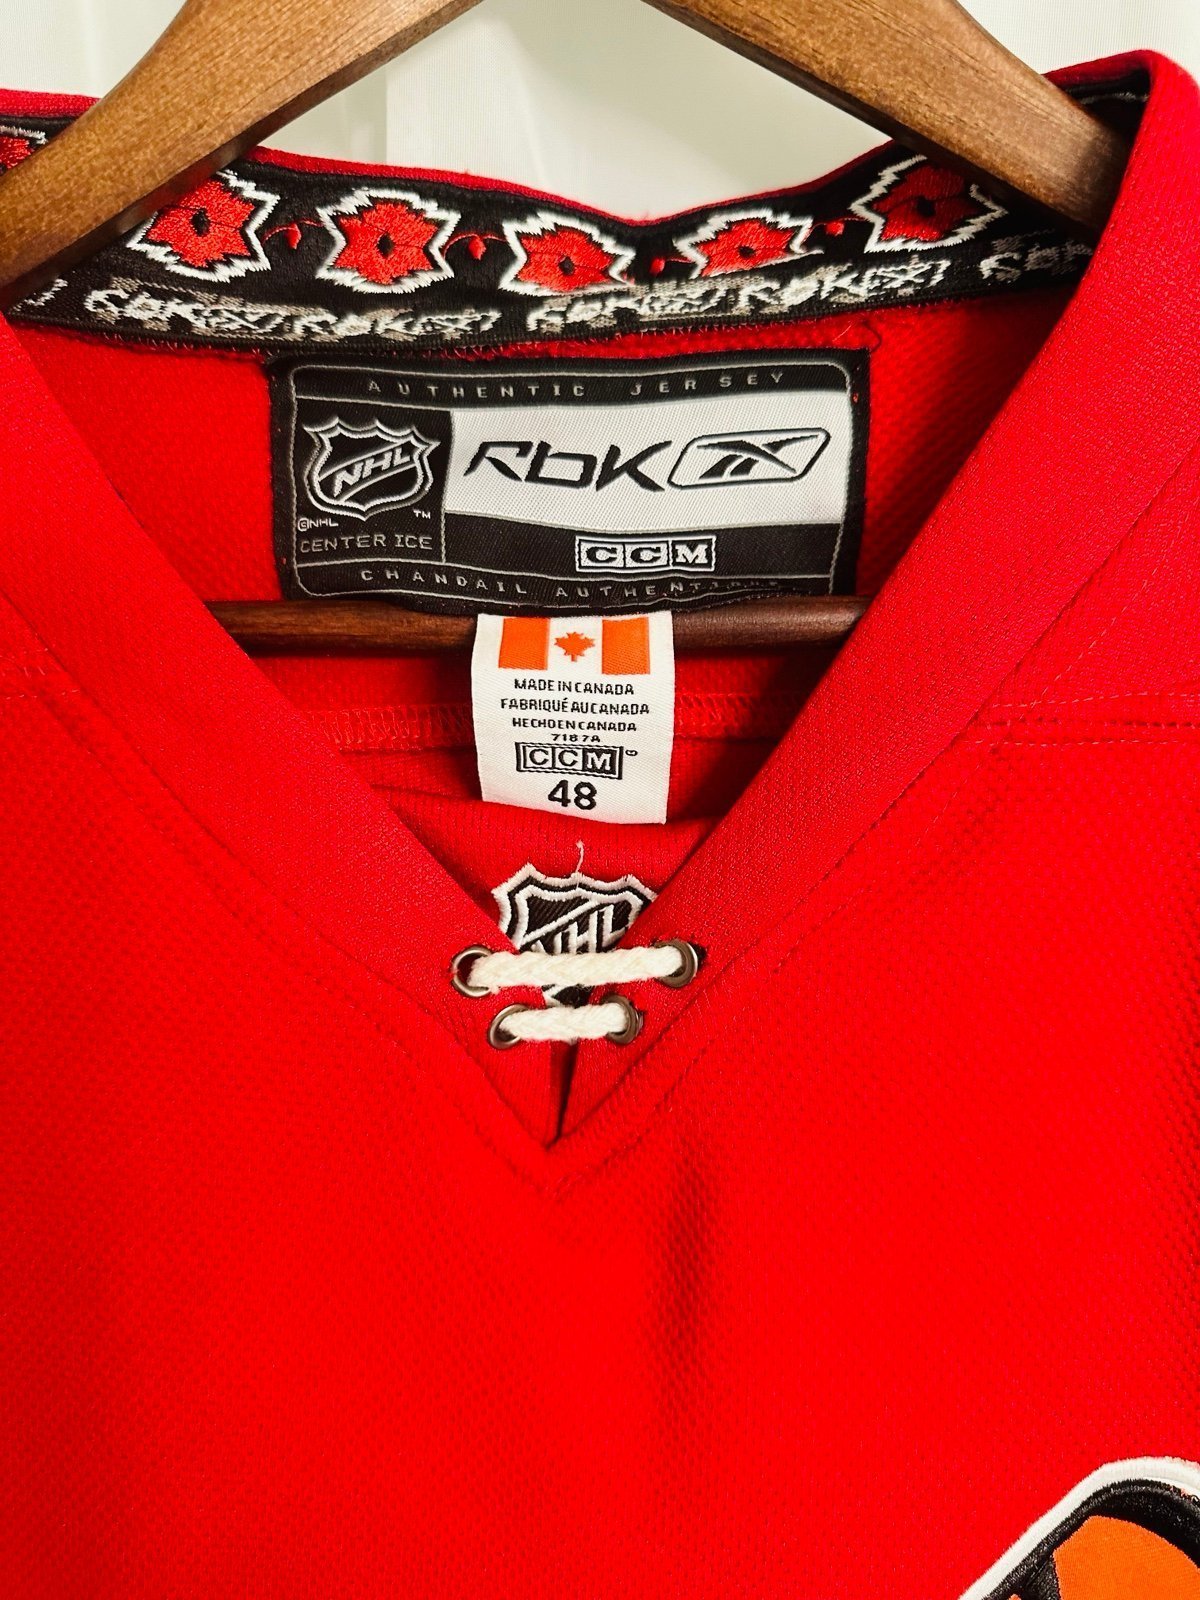 AUTHENTIC JERSEY
NHL
RbK
©NHL ™
CENTER ICE
CCM
CHANDAIL AUTHENTIQUE
MADE IN CANADA
FABRIQUÉ AU CANADA
HECHO EN CANADA
7187A
CCM
48
NHL